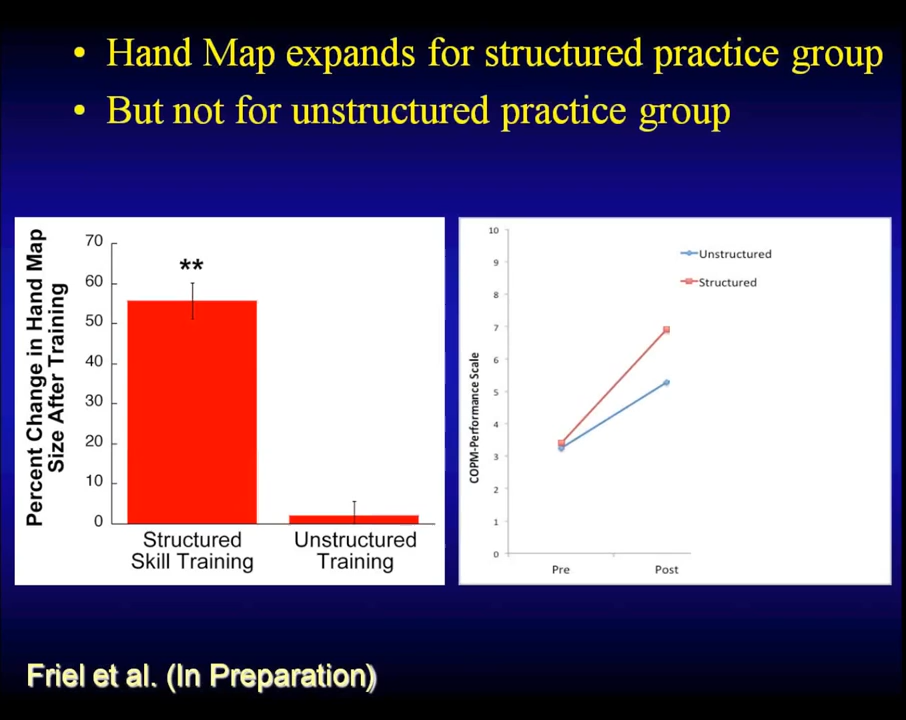 • Hand Map expands for structured practice group
• But not for unstructured practice group
Percent Change in Hand Map
Size After Training
70
60
50
40
30
20
10
0
**
Structured
Skill Training
Unstructured
Training
COPM-Performance Scale
10
9
8
7
6
5
4
3
2
1
0
Unstructured
Structured
Pre
Post
Friel et al. (In Preparation)